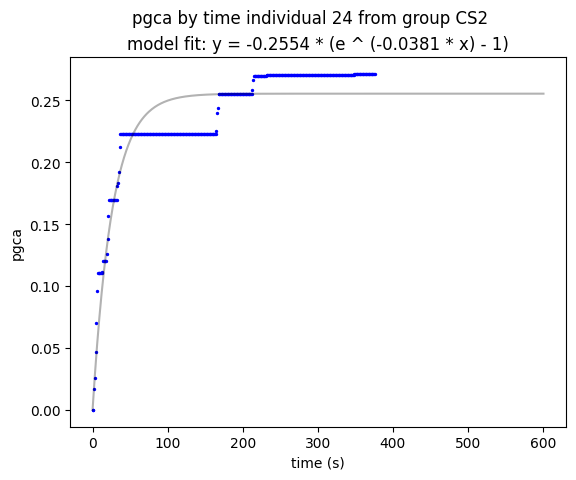 pgca by time individual 24 from group CS2
model fit: y = -0.2554 * (e ^ (-0.0381 * x) - 1)
pgca
0.25
0.20
0.15
0.10
0.05
0.00
0 100 200 300 400 500 600
time (s)